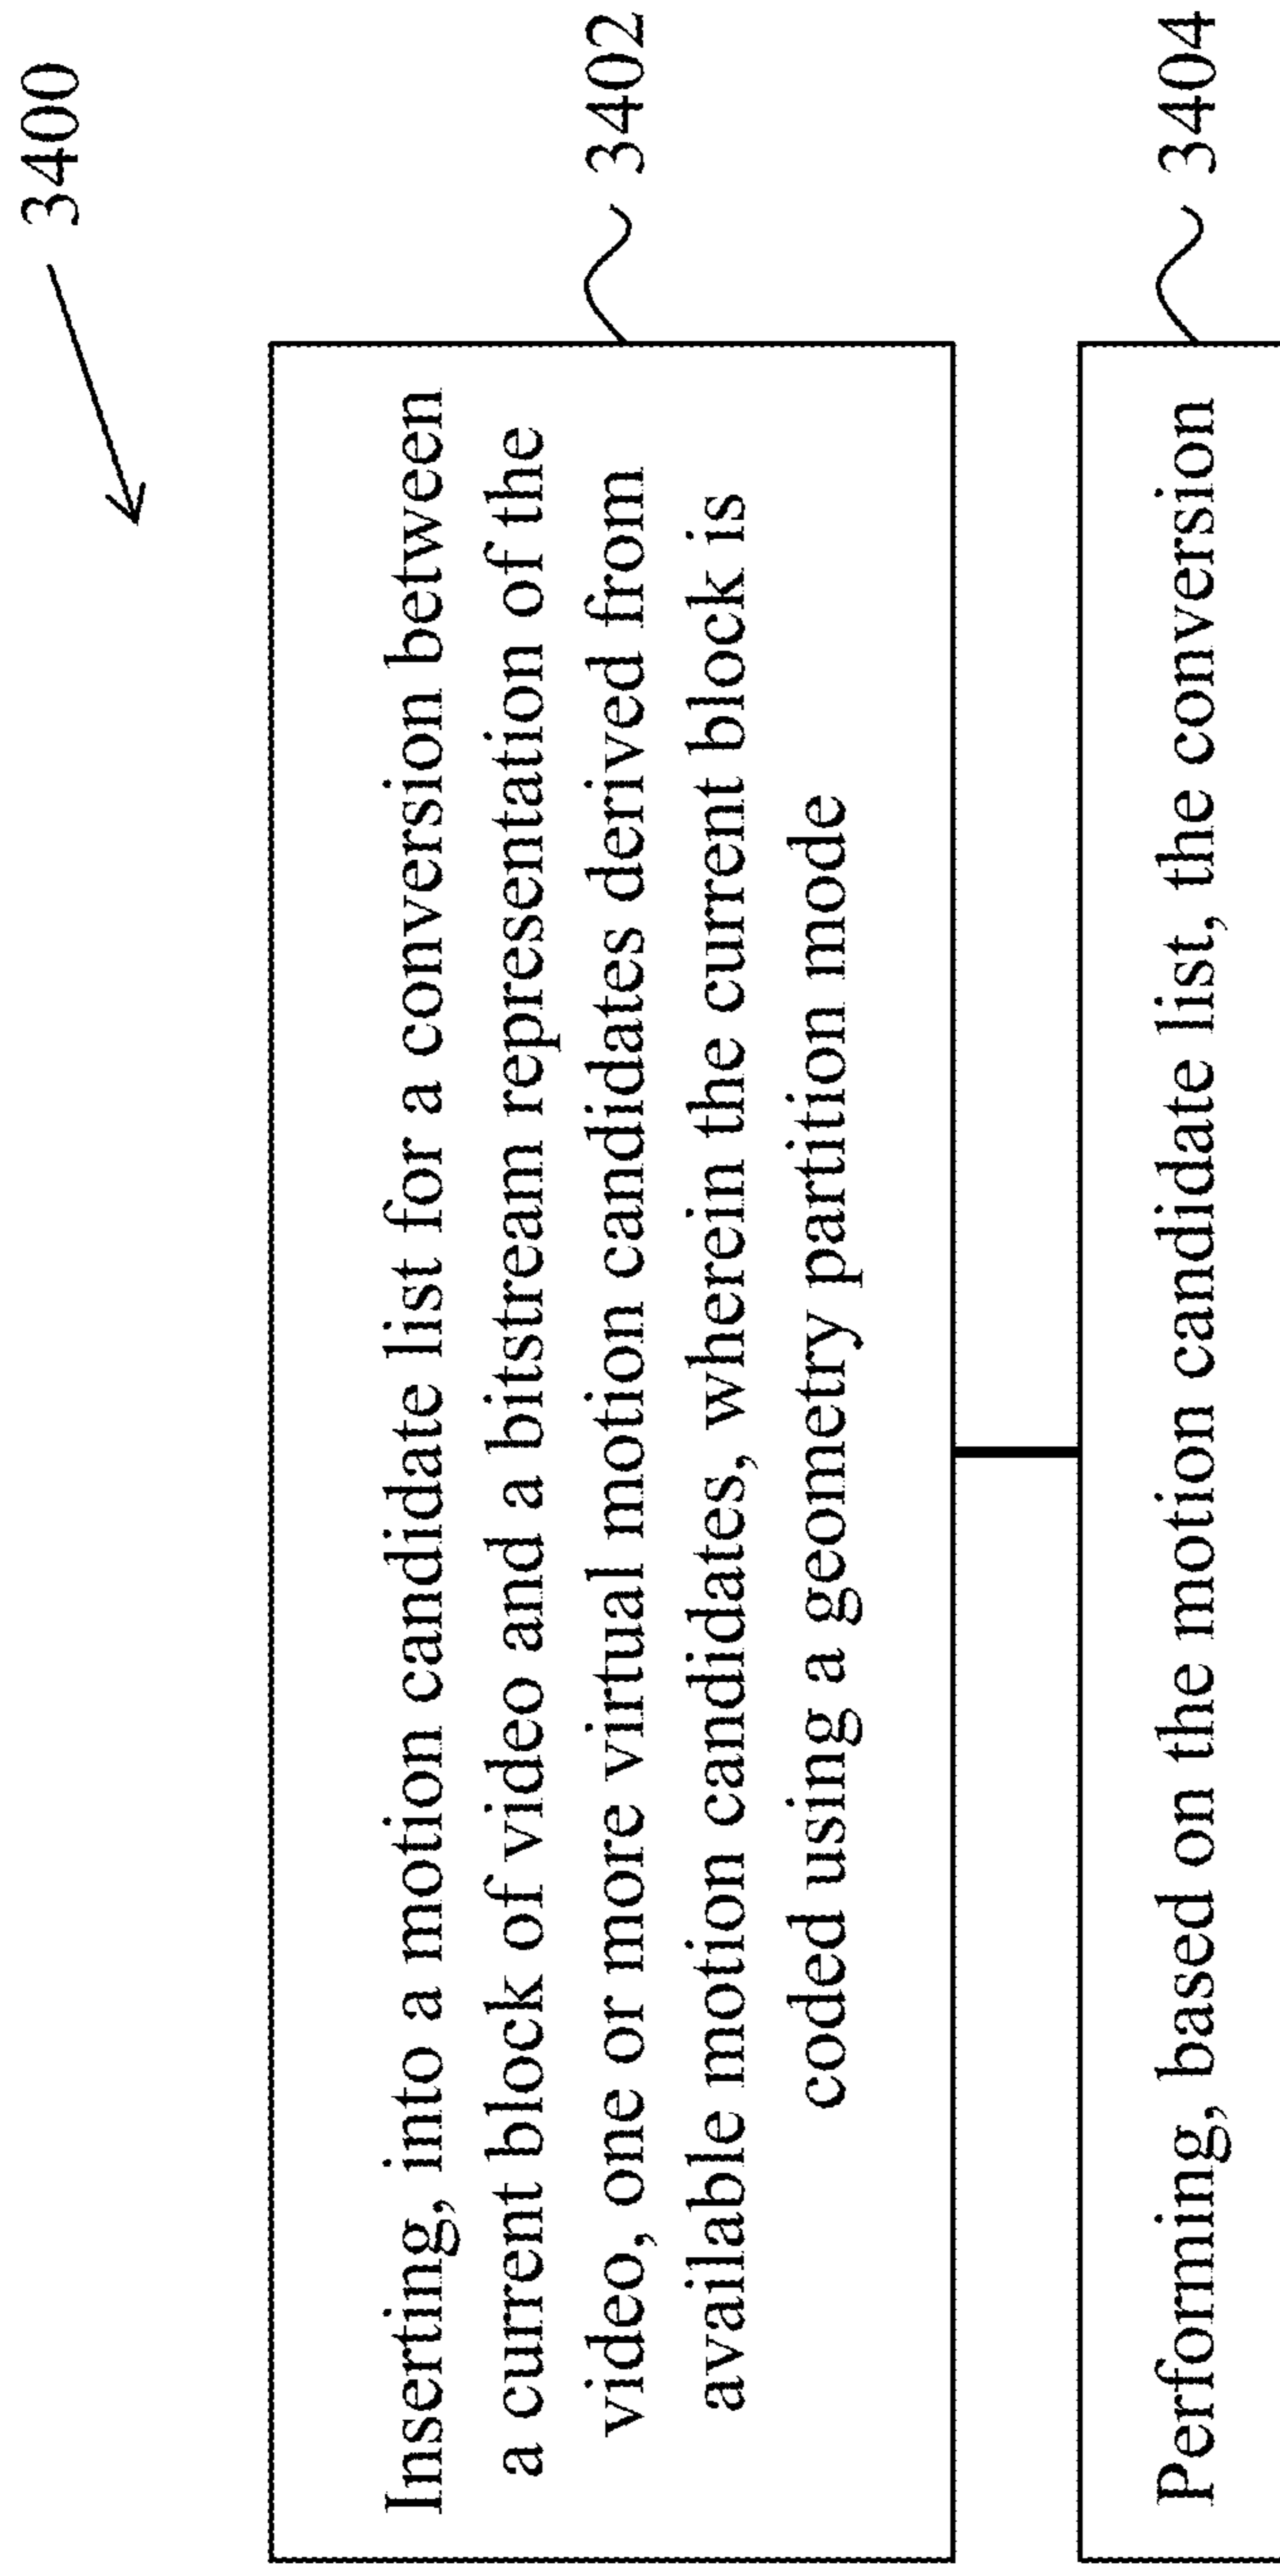 3400
Inserting, into a motion candidate list for a conversion between
a current block of video and a bitstream representation of the
video, one or more virtual motion candidates derived from
available motion candidates, wherein the current block is
coded using a geometry partition mode
3402
Performing, based on the motion candidate list, the conversion
3404